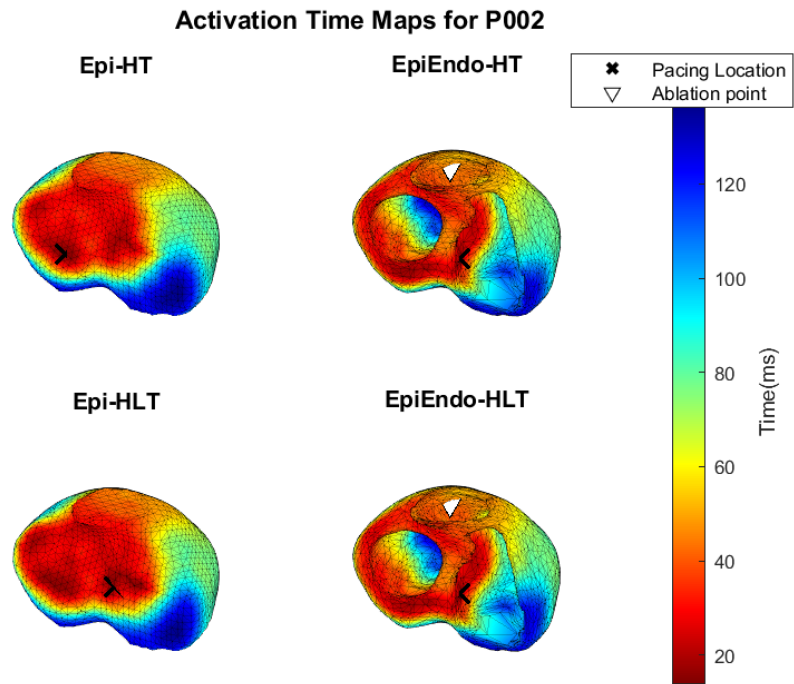 Activation Time Maps for P002
Epi-HT
EpiEndo-HT
Pacing Location
Ablation point
120
100
80
60
40
20
Time(ms)
Epi-HLT
EpiEndo-HLT